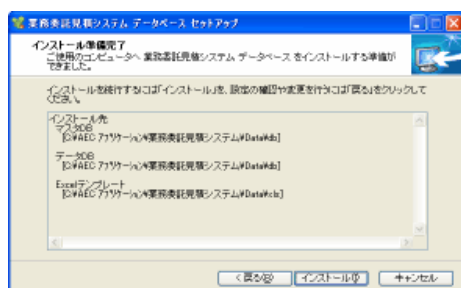 業務委託見積システム データベース セットアップ
インストール準備完了
ご使用のコンピュータへ 業務委託見積システム データベース をインストールする準備が
できました。
インストールを続行するには「インストール」を、設定の確認や変更を行うには「戻る」をクリックして
ください。
インストール先
マスタDB
[C:¥AEC アプリケーション¥業務委託見積システム¥Data¥db]
データDB
[C:¥AEC アプリケーション¥業務委託見積システム¥Data¥db]
Excelテンプレート
[C:¥AEC アプリケーション¥業務委託見積システム¥Data¥xls]
< 戻る(B)
インストール(I)
キャンセル